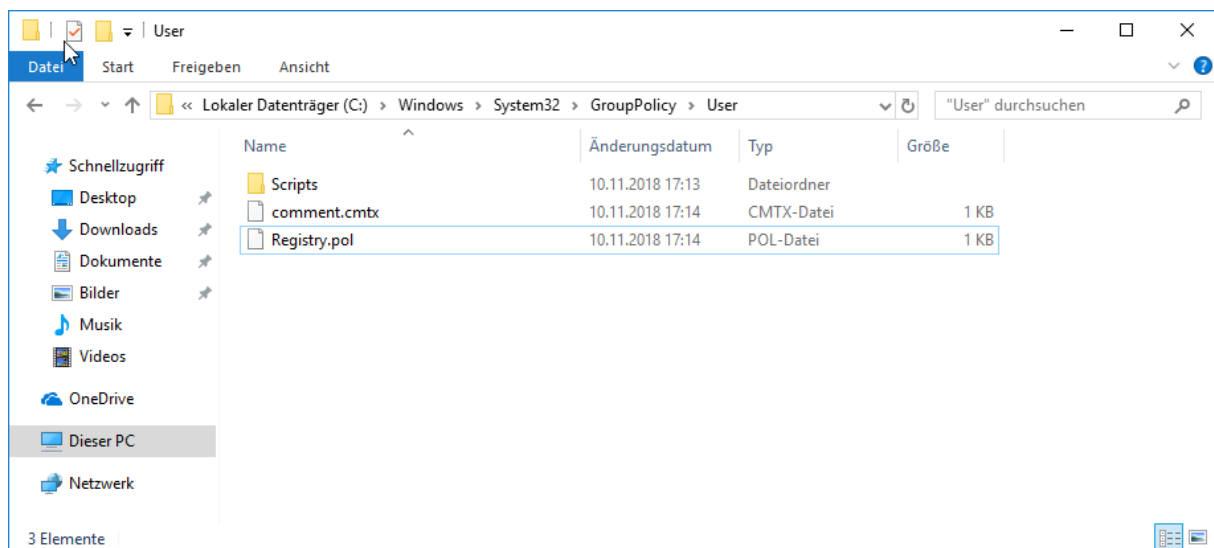 User
Datei Start Freigeben Ansicht
« Lokaler Datenträger (C:) › Windows › System32 › GroupPolicy › User "User" durchsuchen
Name Änderungsdatum Typ Größe
Schnellzugriff
Desktop
Downloads
Dokumente
Bilder
Musik
Videos
OneDrive
Dieser PC
Netzwerk
Scripts 10.11.2018 17:13 Dateiordner
comment.cmtx 10.11.2018 17:14 CMTX-Datei 1 KB
Registry.pol 10.11.2018 17:14 POL-Datei 1 KB
3 Elemente